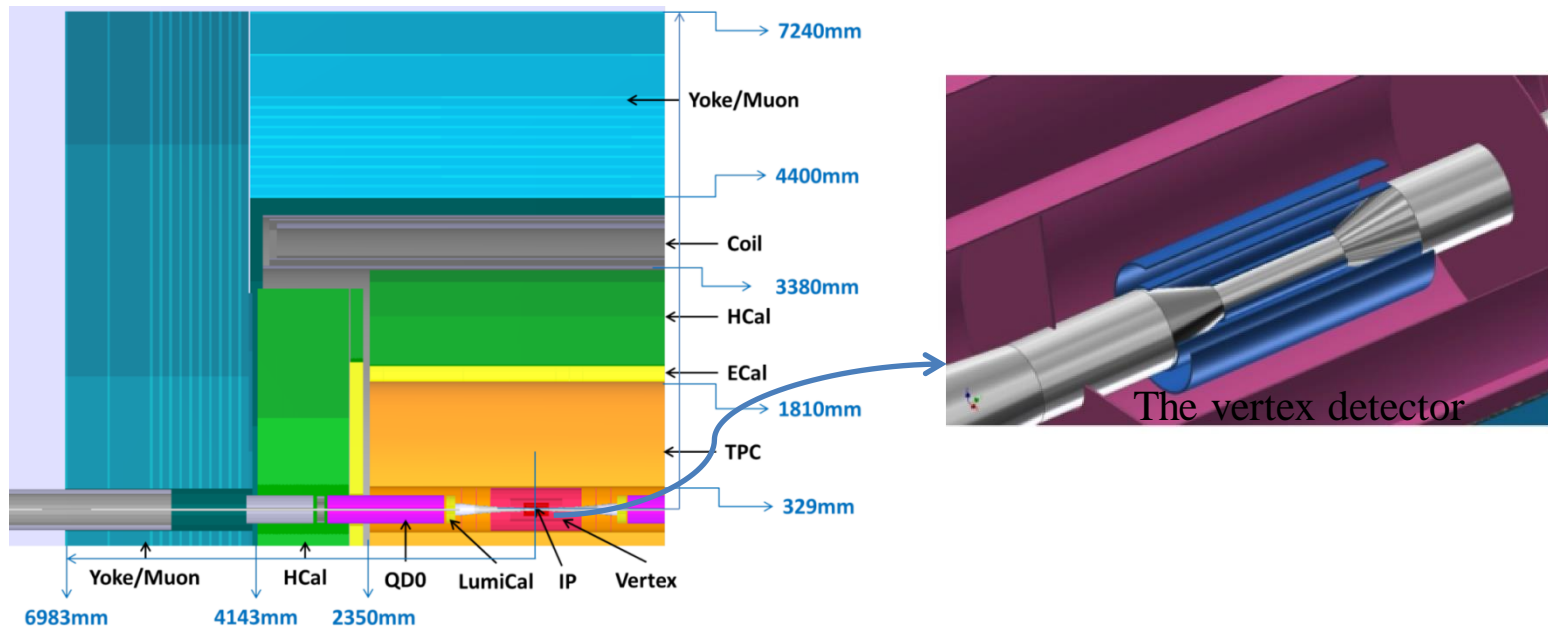 7240mm
Yoke/Muon
4400mm
Coil
3380mm
HCal
ECal
1810mm
TPC
329mm
Yoke/Muon
HCal
QD0
LumiCal
IP
Vertex
6983mm
4143mm
2350mm
The vertex detector